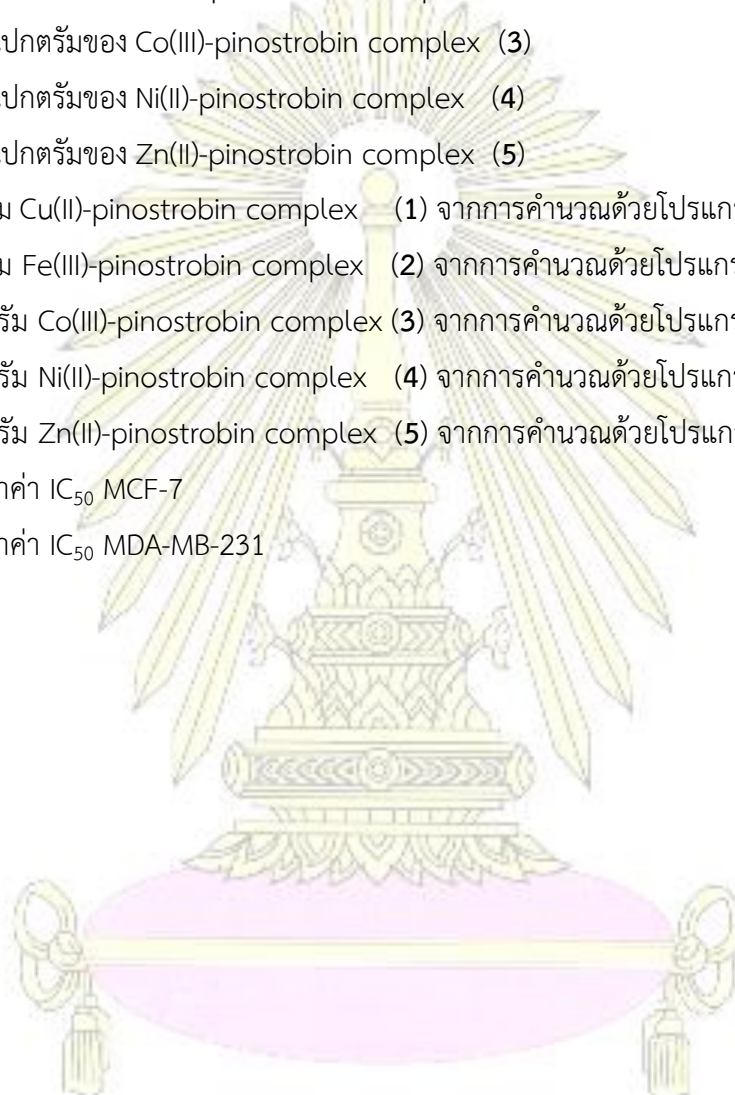 ปกตรัมของ Co(III)-pinostrobin complex (3)
ปกตรัมของ Ni(II)-pinostrobin complex (4)
ปกตรัมของ Zn(II)-pinostrobin complex (5)
ม Cu(II)-pinostrobin complex (1) จากการคำนวณด้วยโปรแก
ม Fe(III)-pinostrobin complex (2) จากการคำนวณด้วยโปรแก
รัม Co(III)-pinostrobin complex (3) จากการคำนวณด้วยโปรแก
รัม Ni(II)-pinostrobin complex (4) จากการคำนวณด้วยโปรแก
รัม Zn(II)-pinostrobin complex (5) จากการคำนวณด้วยโปรแก
าค่า IC₅₀ MCF-7
าค่า IC₅₀ MDA-MB-231